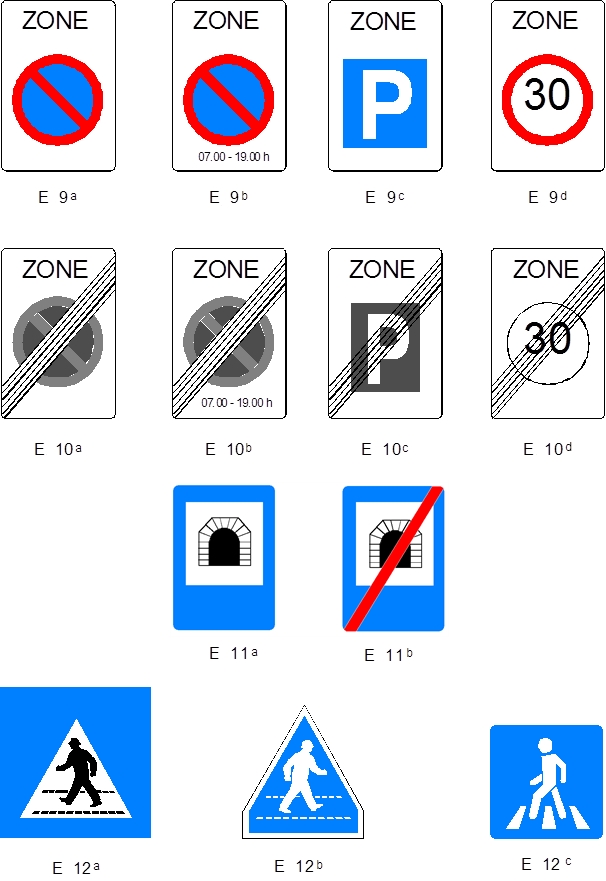 ZONE ZONE ZONE ZONE
P 30
07.00 - 19.00 h
E 9a E 9b E 9c E 9d
ZONE ZONE ZONE ZONE
P 30
07.00 - 19.00 h
E 10a E 10b E 10c E 10d
E 11a E 11b
E 12a E 12b E 12c